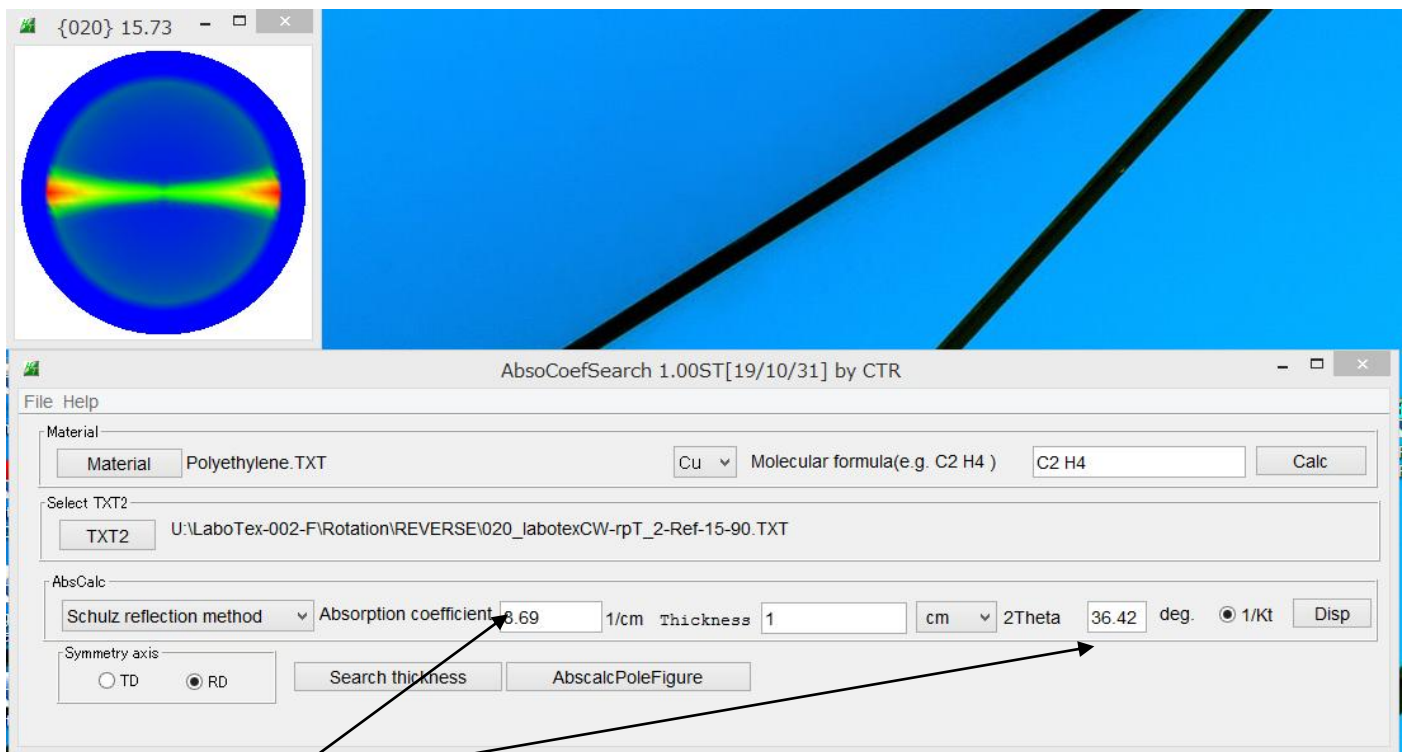 {020} 15.73
AbsoCoefSearch 1.00ST[19/10/31] by CTR
File Help
Material
Material Polyethylene.TXT Cu Molecular formula(e.g. C2 H4 ) C2 H4 Calc
Select TXT2
TXT2 U:\LaboTex-002-F\Rotation\REVERSE\020_labotexCW-rpT_2-Ref-15-90.TXT
AbsCalc
Schulz reflection method Absorption coefficient 3.69 1/cm Thickness 1 cm 2Theta 36.42 deg. 1/Kt Disp
Symmetry axis
TD RD Search thickness AbscalcPoleFigure